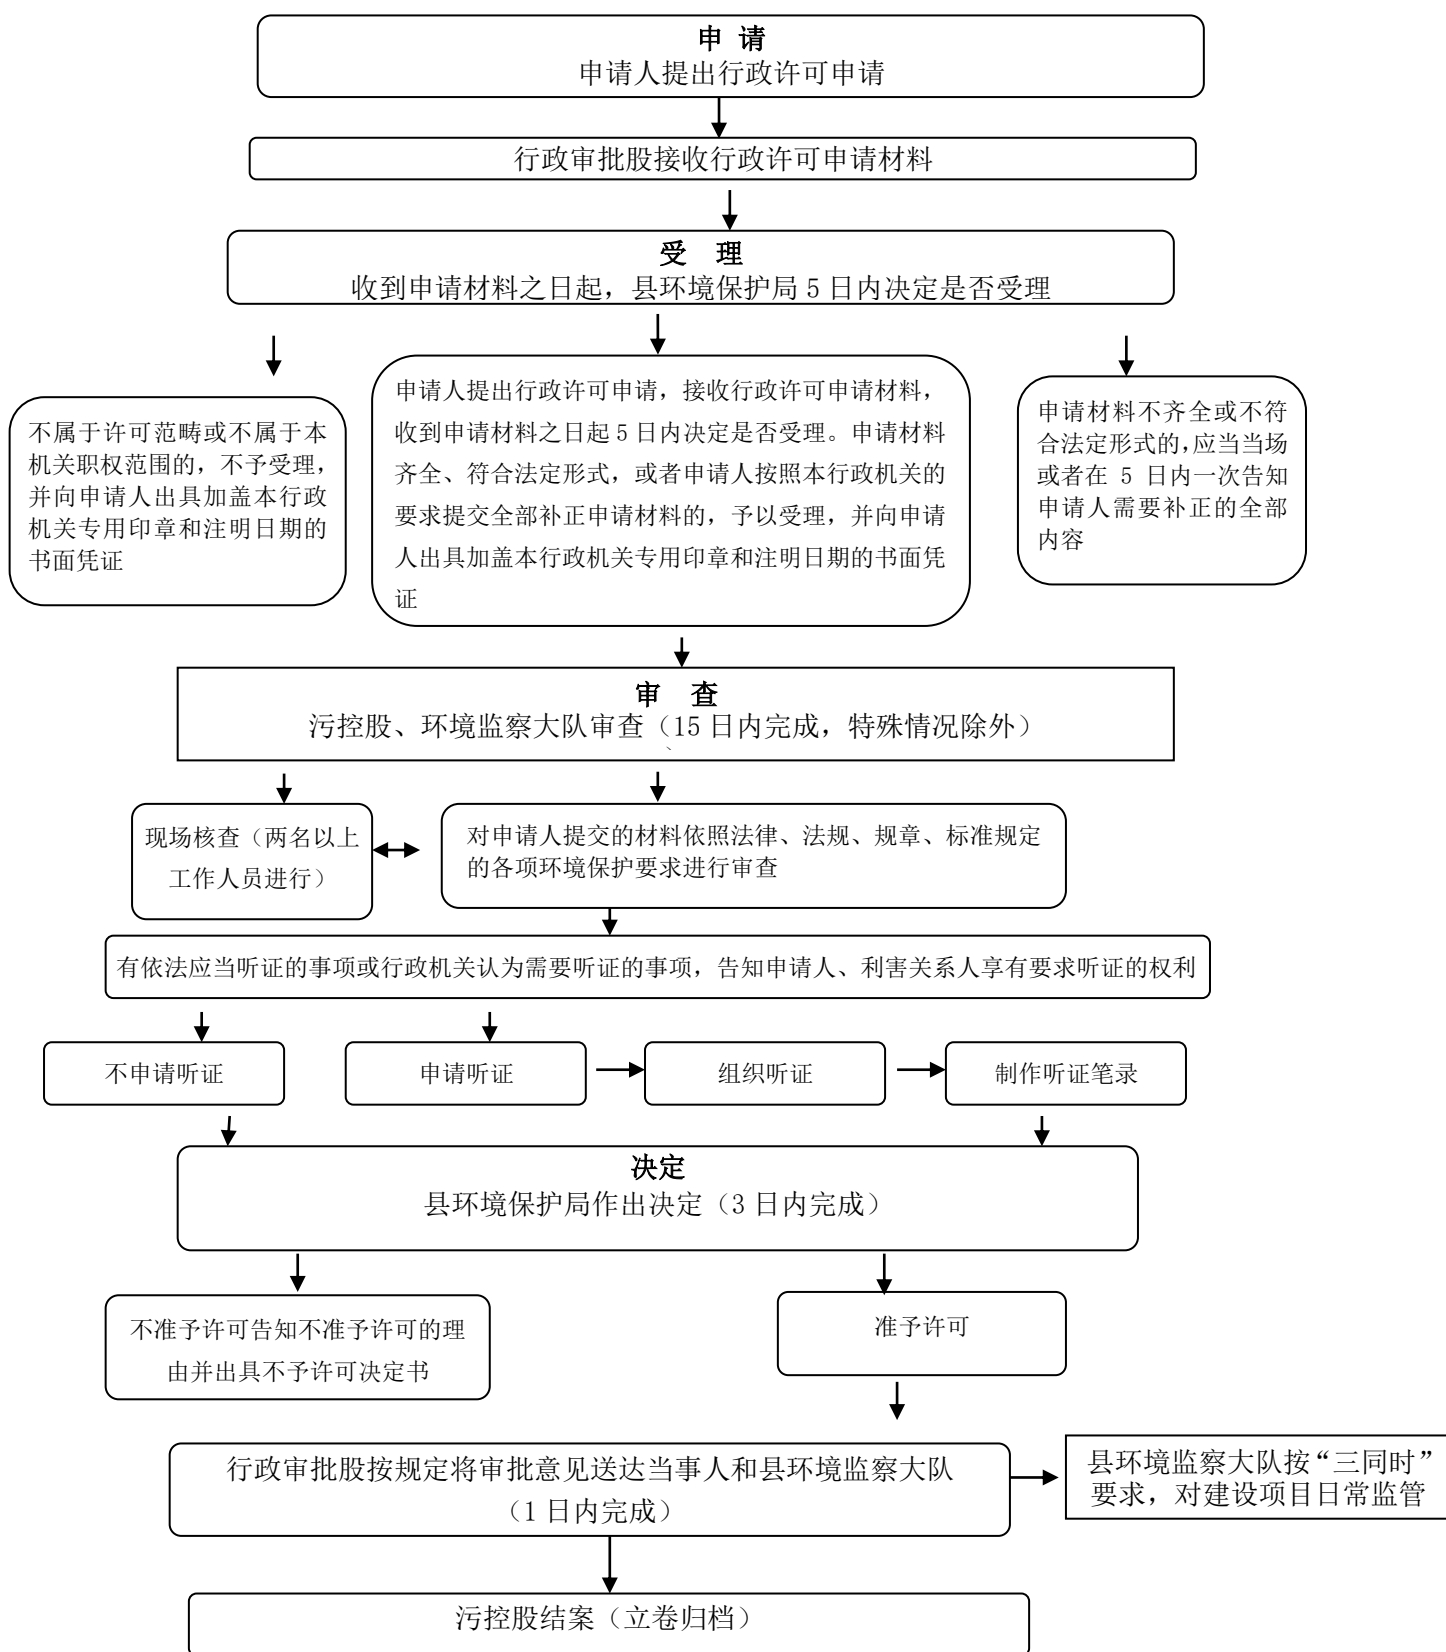 申 请
申请人提出行政许可申请
行政审批股接收行政许可申请材料
受 理
收到申请材料之日起，县环境保护局 5 日内决定是否受理
不属于许可范畴或不属于本
机关职权范围的，不予受理，
并向申请人出具加盖本行政
机关专用印章和注明日期的
书面凭证
申请人提出行政许可申请，接收行政许可申请材料，
收到申请材料之日起 5 日内决定是否受理。申请材料
齐全、符合法定形式，或者申请人按照本行政机关的
要求提交全部补正申请材料的，予以受理，并向申请
人出具加盖本行政机关专用印章和注明日期的书面凭
证
申请材料不齐全或不符
合法定形式的，应当当场
或者在 5 日内一次告知
申请人需要补正的全部
内容
审 查
污控股、环境监察大队审查（15 日内完成，特殊情况除外）
、
现场核查（两名以上
工作人员进行）
对申请人提交的材料依照法律、法规、规章、标准规定
的各项环境保护要求进行审查
有依法应当听证的事项或行政机关认为需要听证的事项，告知申请人、利害关系人享有要求听证的权利
不申请听证
申请听证
组织听证
制作听证笔录
决定
县环境保护局作出决定（3 日内完成）
不准予许可告知不准予许可的理
由并出具不予许可决定书
准予许可
行政审批股按规定将审批意见送达当事人和县环境监察大队
（1 日内完成）
县环境监察大队按“三同时”
要求，对建设项目日常监管
污控股结案（立卷归档）